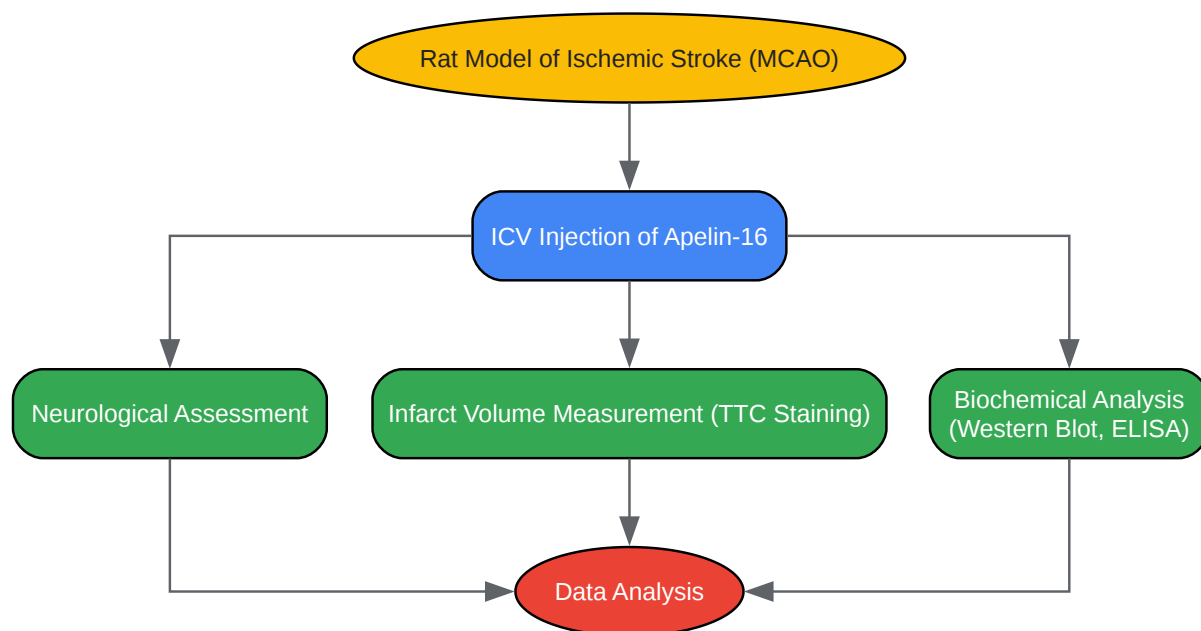 Rat Model of Ischemic Stroke (MCAO)
ICV Injection of Apelin-16
Neurological Assessment
Infarct Volume Measurement (TTC Staining)
Biochemical Analysis
(Western Blot, ELISA)
Data Analysis